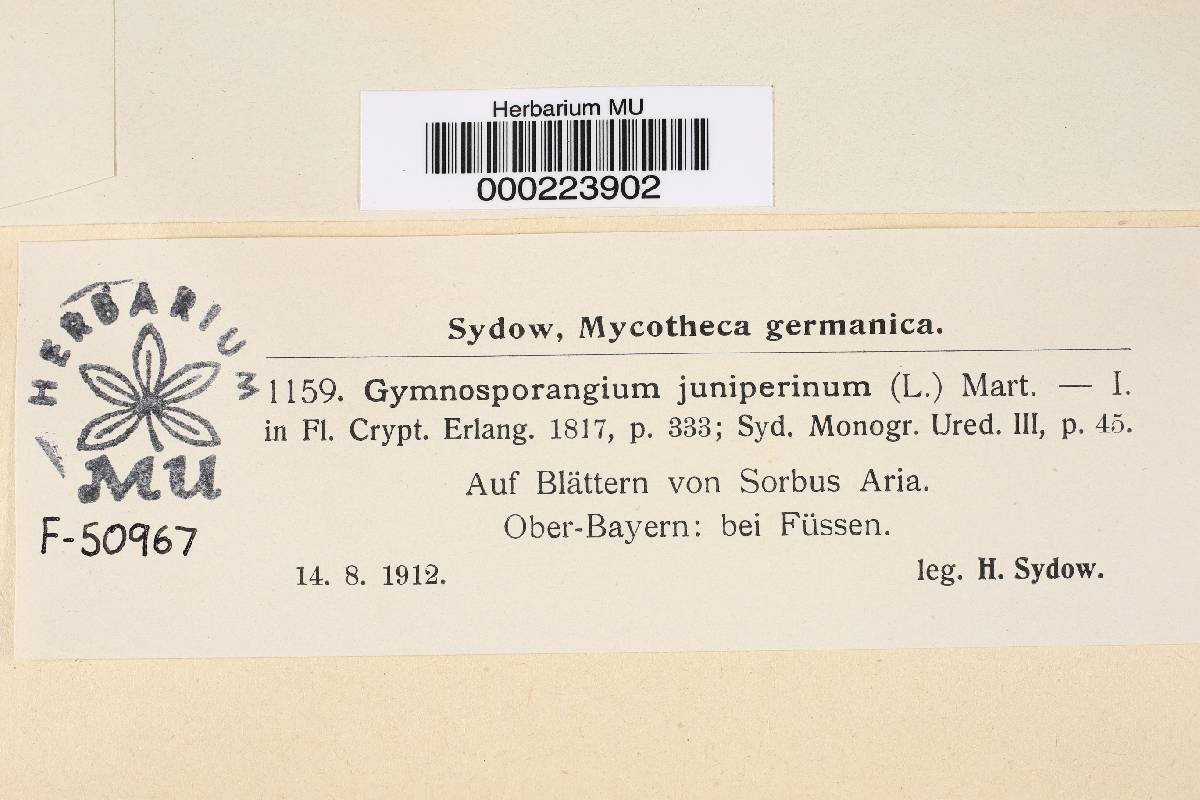 Herbarium MU
000223902
HERBARIUM
MU
F-50967
Sydow, Mycotheca germanica.
1159. Gymnosporangium juniperinum (L.) Mart. — I.
in Fl. Crypt. Erlang. 1817, p. 333; Syd. Monogr. Ured. III, p. 45.
Auf Blättern von Sorbus Aria.
Ober-Bayern: bei Füssen.
14. 8. 1912. leg. H. Sydow.